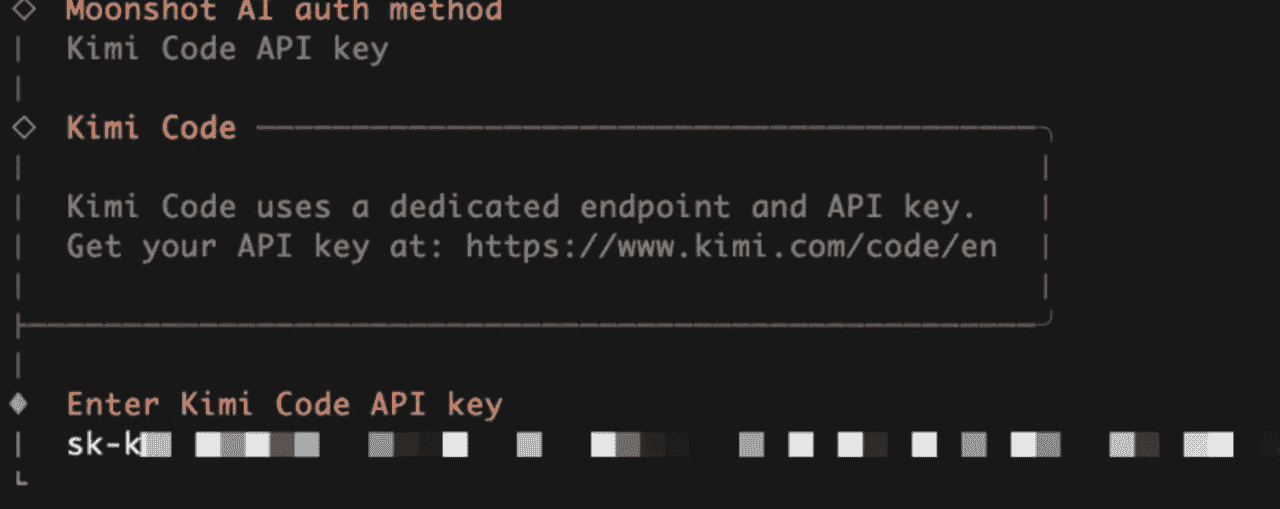 Moonshot AI auth method
Kimi Code API key
Kimi Code
Kimi Code uses a dedicated endpoint and API key.
Get your API key at: https://www.kimi.com/code/en
Enter Kimi Code API key
sk-k